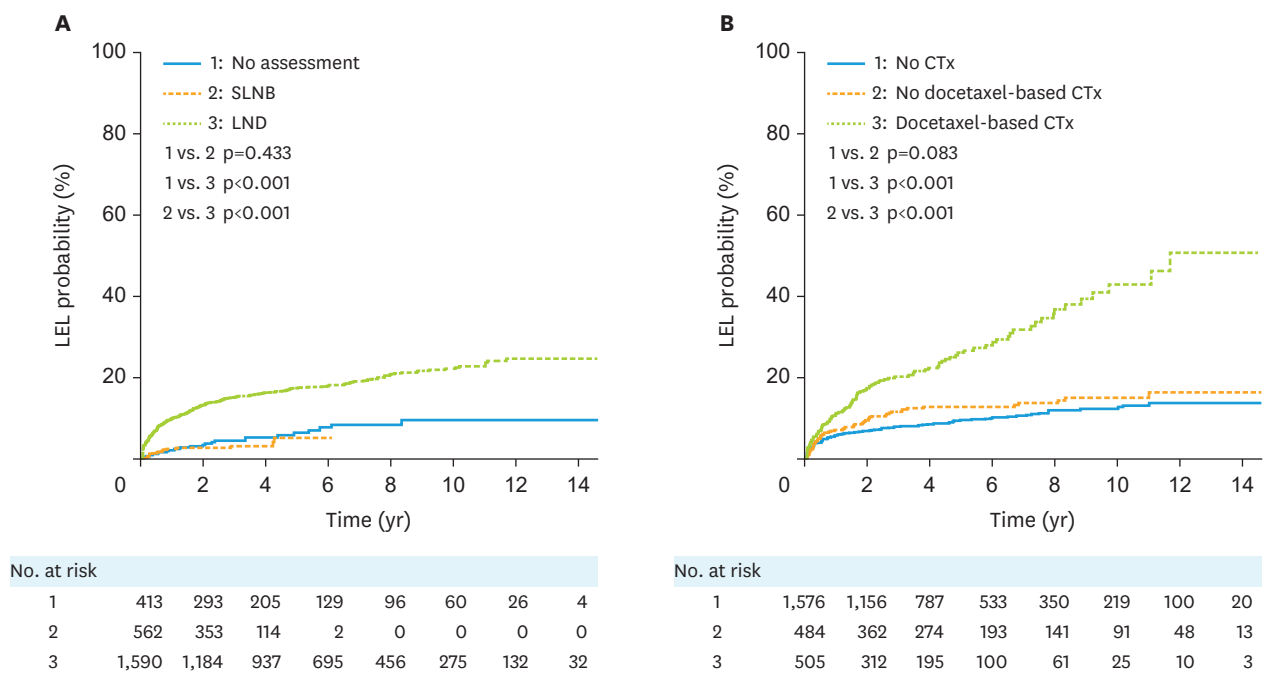 A
LEL probability (%)
100
80
60
40
20
1: No assessment
2: SLNB
3: LND
1 vs. 2 p=0.433
1 vs. 3 p<0.001
2 vs. 3 p<0.001
0 2 4 6 8 10 12 14
Time (yr)
No. at risk
1 413 293 205 129 96 60 26 4
2 562 353 114 2 0 0 0 0
3 1,590 1,184 937 695 456 275 132 32
B
LEL probability (%)
100
80
60
40
20
1: No CTx
2: No docetaxel-based CTx
3: Docetaxel-based CTx
1 vs. 2 p=0.083
1 vs. 3 p<0.001
2 vs. 3 p<0.001
0 2 4 6 8 10 12 14
Time (yr)
No. at risk
1 1,576 1,156 787 533 350 219 100 20
2 484 362 274 193 141 91 48 13
3 505 312 195 100 61 25 10 3